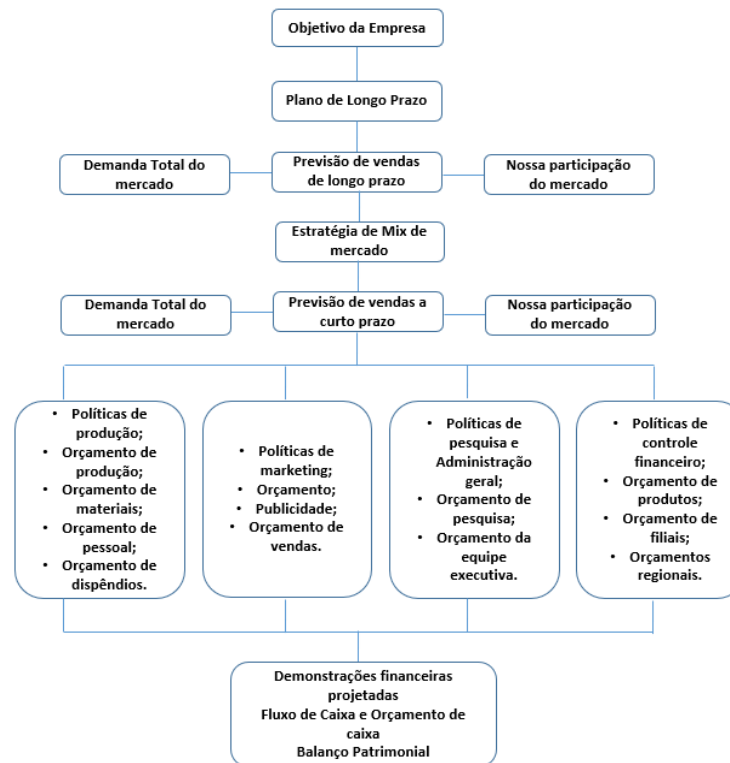 Objetivo da Empresa
Plano de Longo Prazo
Demanda Total do
mercado
Previsão de vendas
de longo prazo
Nossa participação
do mercado
Estratégia de Mix de
mercado
Demanda Total do
mercado
Previsão de vendas a
curto prazo
Nossa participação
do mercado
• Políticas de
produção;
• Orçamento de
produção;
• Orçamento de
materiais;
• Orçamento de
pessoal;
• Orçamento de
dispêndios.
• Políticas de
marketing;
• Orçamento;
• Publicidade;
• Orçamento de
vendas.
• Políticas de
pesquisa e
Administração
geral;
• Orçamento de
pesquisa;
• Orçamento da
equipe
executiva.
• Políticas de
controle
financeiro;
• Orçamento de
produtos;
• Orçamento de
filiais;
• Orçamentos
regionais.
Demonstrações financeiras
projetadas
Fluxo de Caixa e Orçamento de
caixa
Balanço Patrimonial